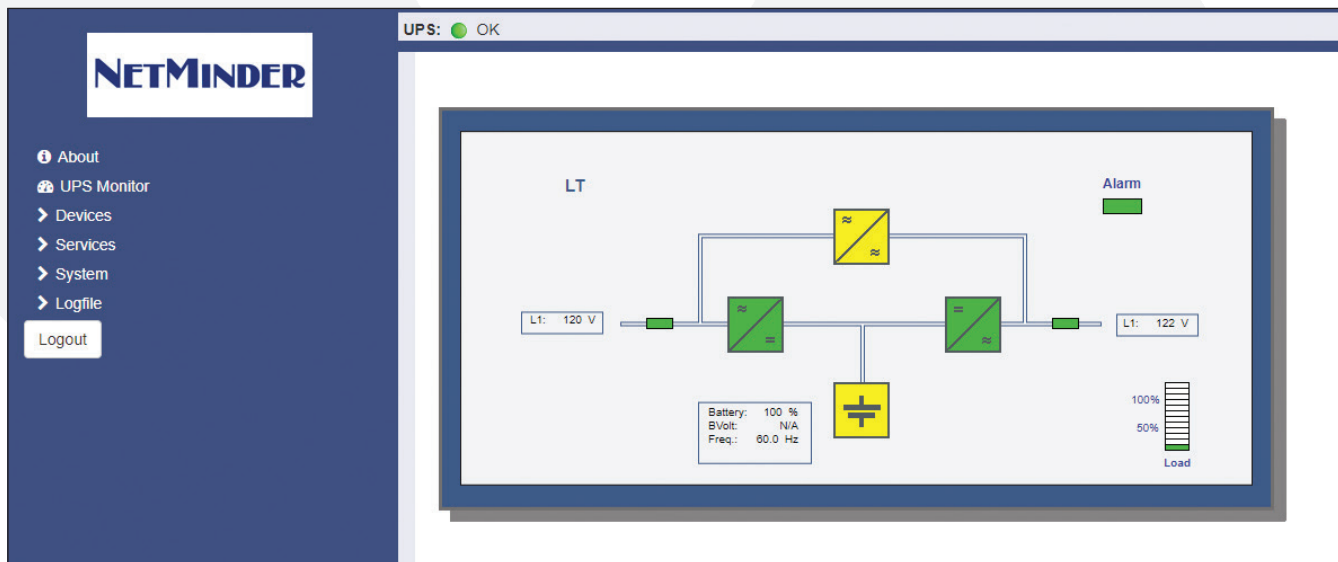 UPS: OK
NETMINDER
About
UPS Monitor
Devices
Services
System
Logfile
Logout
LT
Alarm
L1: 120 V
L1: 122 V
Battery: 100 %
BVolt: N/A
Freq.: 60.0 Hz
100%
50%
Load